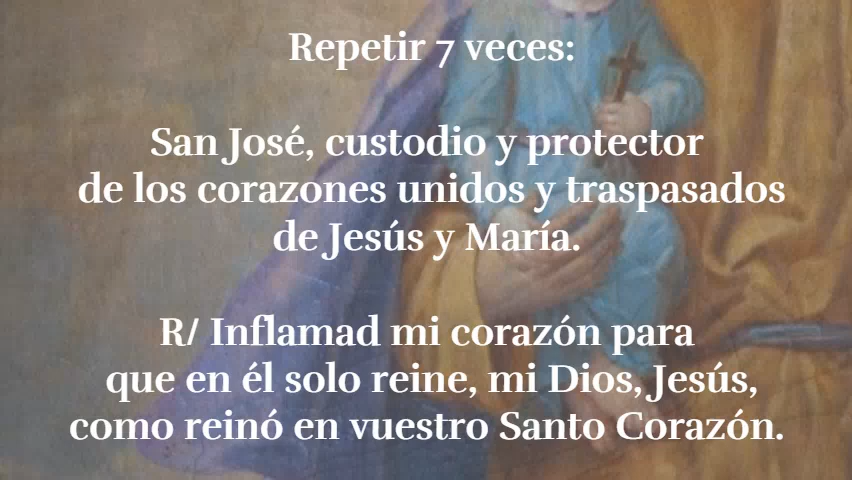 Repetir 7 veces:
San José, custodio y protector
de los corazones unidos y traspasados
de Jesús y María.
R/ Inflamad mi corazón para
que en él solo reine, mi Dios, Jesús,
como reinó en vuestro Santo Corazón.